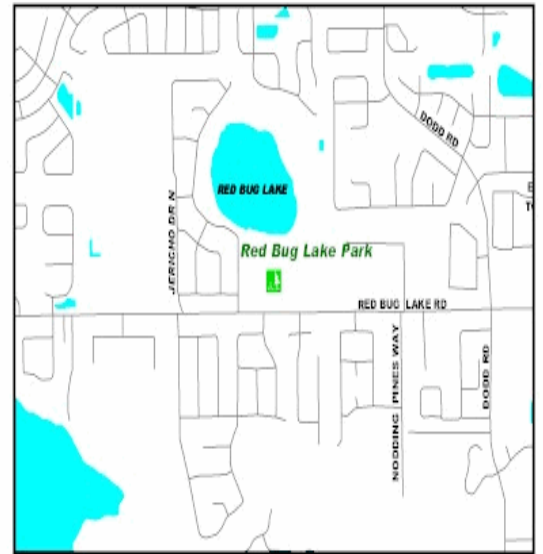 DODD RD
RED BUG LAKE
JERICHO DR N
Red Bug Lake Park
RED BUG LAKE RD
NODDING PINES WAY
DODD RD